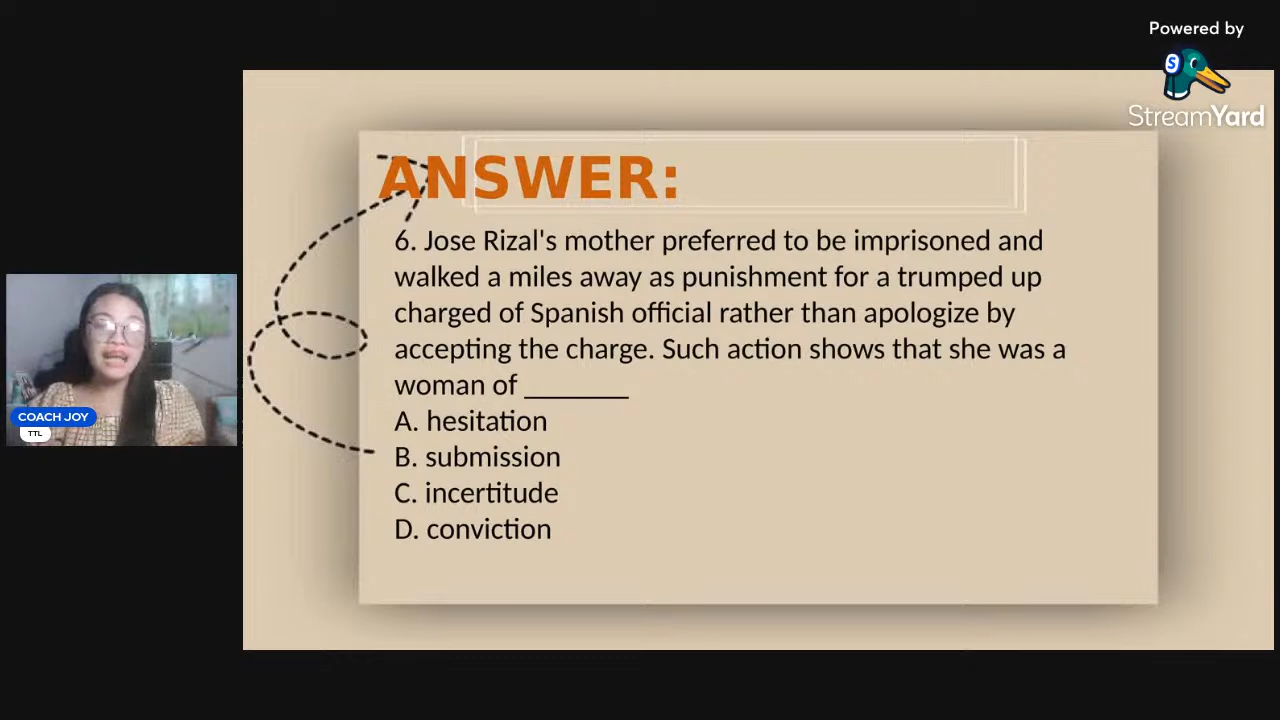 Powered by
StreamYard
ANSWER:
6. Jose Rizal's mother preferred to be imprisoned and
walked a miles away as punishment for a trumped up
charged of Spanish official rather than apologize by
accepting the charge. Such action shows that she was a
woman of _______
A. hesitation
B. submission
C. incertitude
D. conviction
COACH JOY
TTL